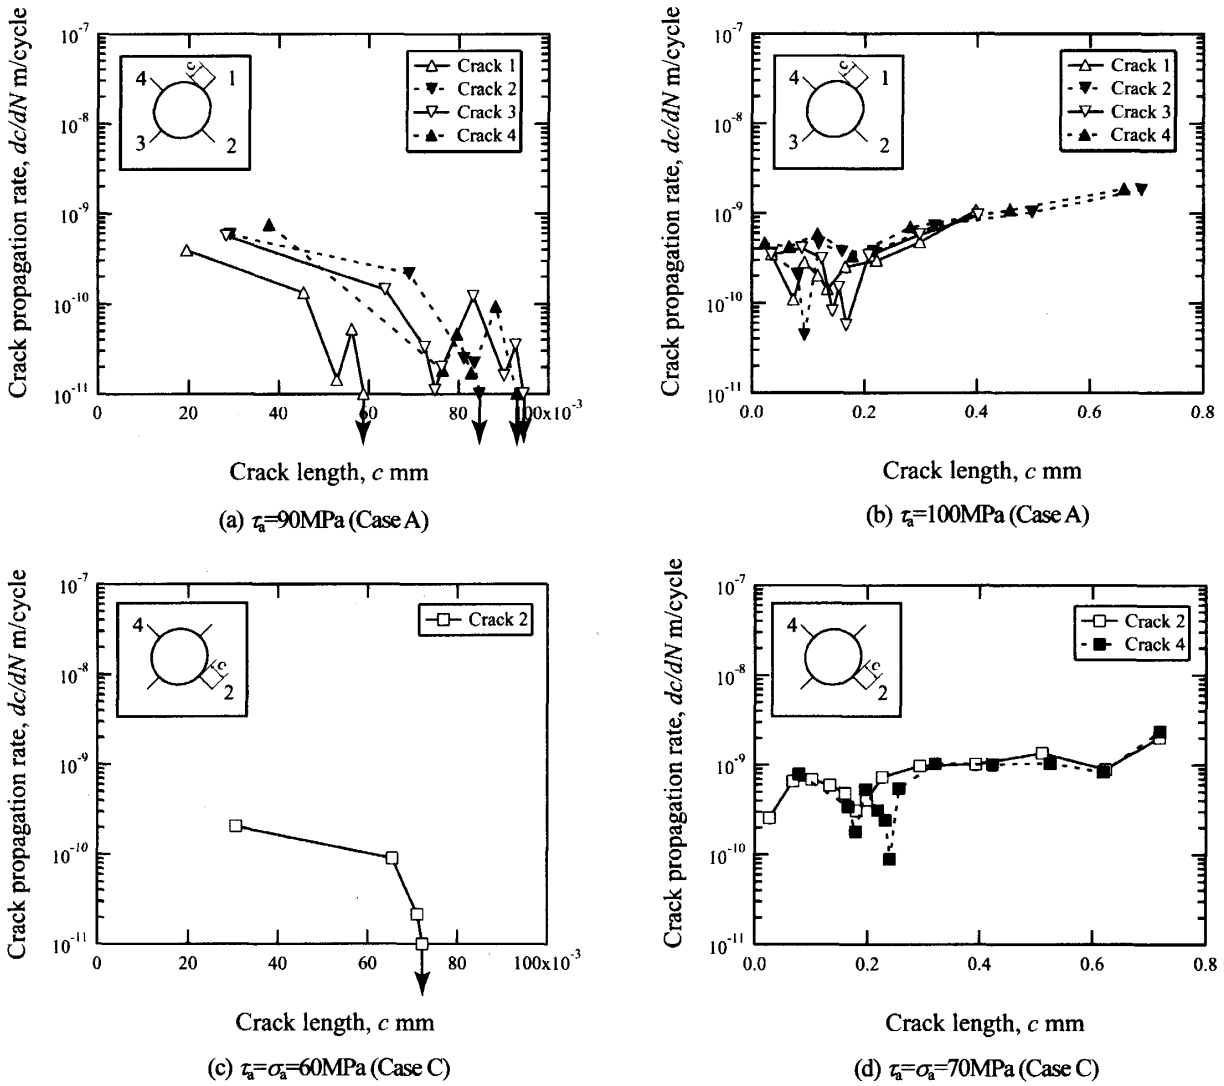 Crack propagation rate, dc/dN m/cycle
10⁻⁷
10⁻⁸
10⁻⁹
10⁻¹⁰
10⁻¹¹
0
20
40
60
80
100x10⁻³
4
c
1
3
2
Crack 1
Crack 2
Crack 3
Crack 4
Crack length, c mm
(a) τa=90MPa (Case A)
Crack propagation rate, dc/dN m/cycle
10⁻⁷
10⁻⁸
10⁻⁹
10⁻¹⁰
10⁻¹¹
0.0
0.2
0.4
0.6
0.8
4
c
1
3
2
Crack 1
Crack 2
Crack 3
Crack 4
Crack length, c mm
(b) τa=100MPa (Case A)
Crack propagation rate, dc/dN m/cycle
10⁻⁷
10⁻⁸
10⁻⁹
10⁻¹⁰
10⁻¹¹
0
20
40
60
80
100x10⁻³
4
c
2
Crack 2
Crack length, c mm
(c) τa=σa=60MPa (Case C)
Crack propagation rate, dc/dN m/cycle
10⁻⁷
10⁻⁸
10⁻⁹
10⁻¹⁰
10⁻¹¹
0.0
0.2
0.4
0.6
0.8
4
c
2
Crack 2
Crack 4
Crack length, c mm
(d) τa=σa=70MPa (Case C)